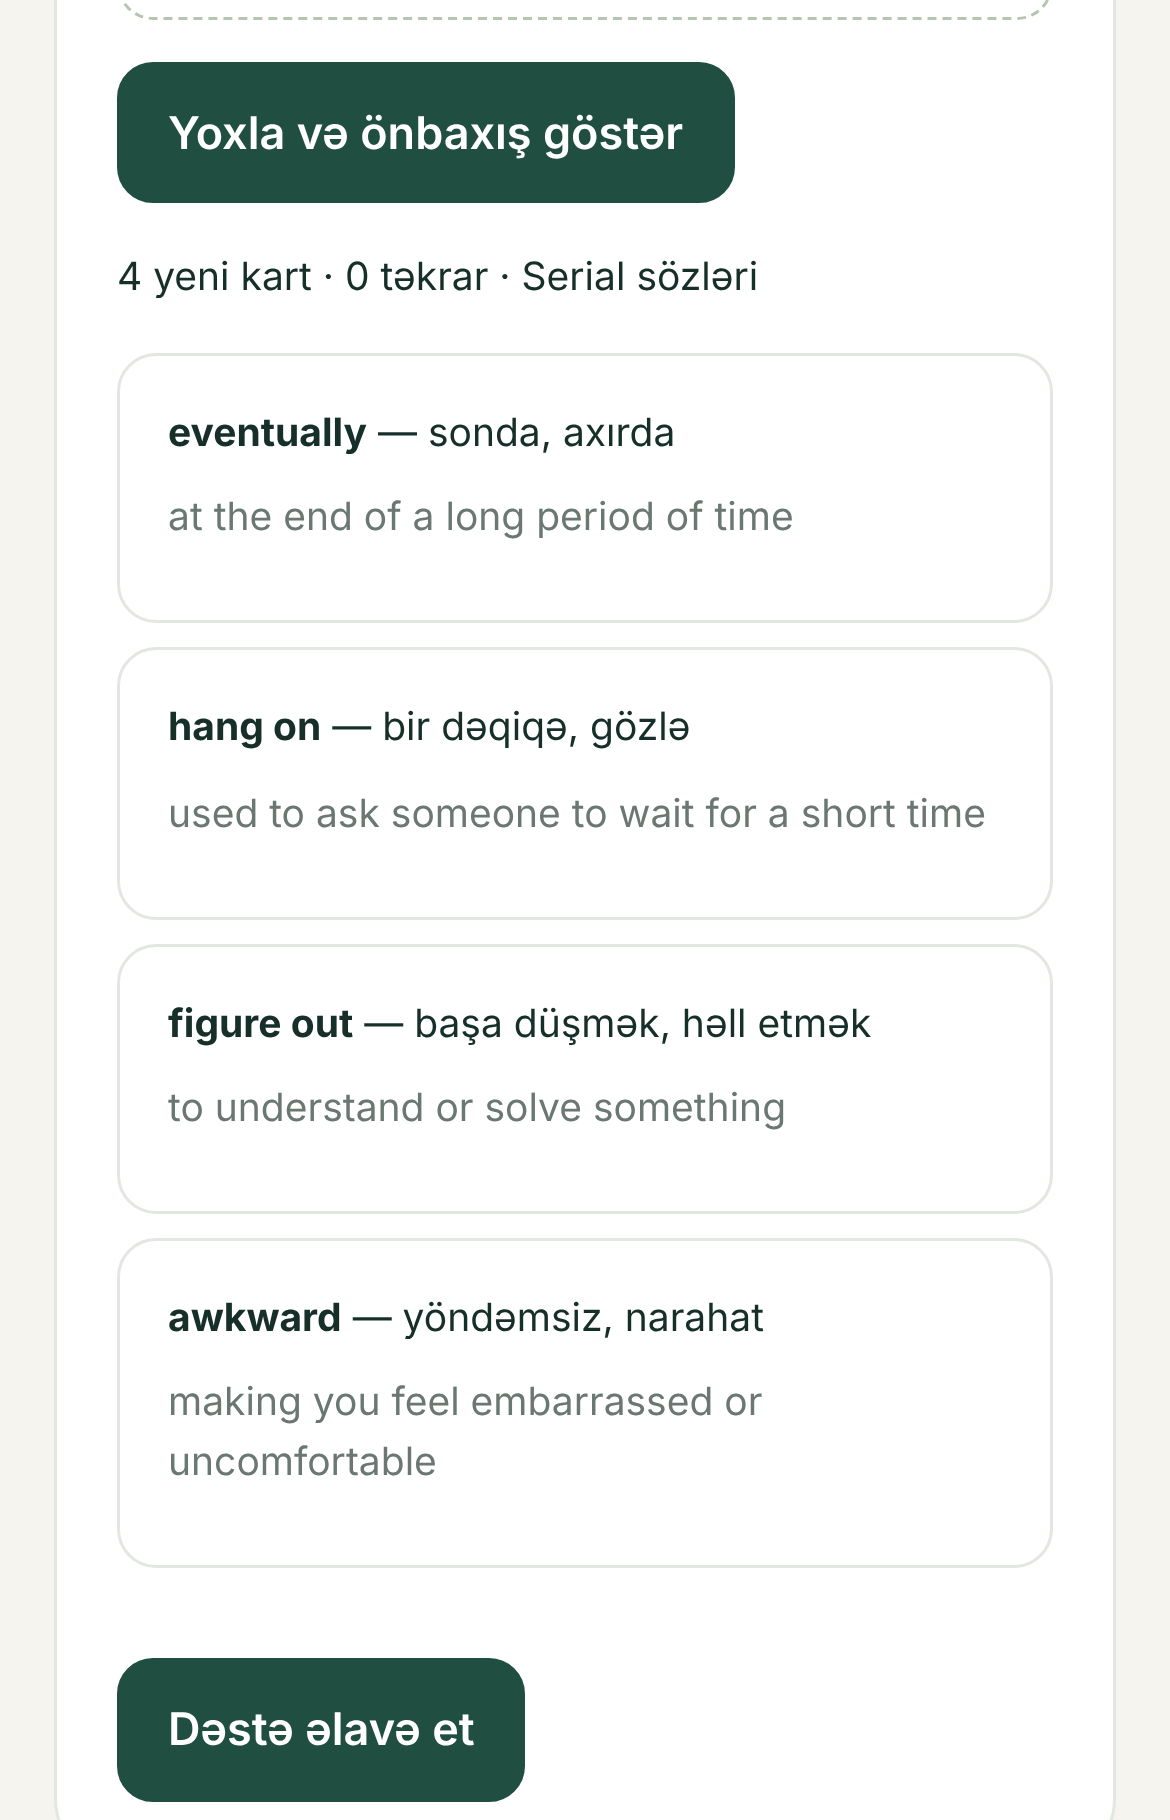 Yoxla və önbaxış göstər
4 yeni kart · 0 təkrar · Serial sözləri
eventually — sonda, axırda
at the end of a long period of time
hang on — bir dəqiqə, gözlə
used to ask someone to wait for a short time
figure out — başa düşmək, həll etmək
to understand or solve something
awkward — yöndəmsiz, narahat
making you feel embarrassed or
uncomfortable
Dəstə əlavə et